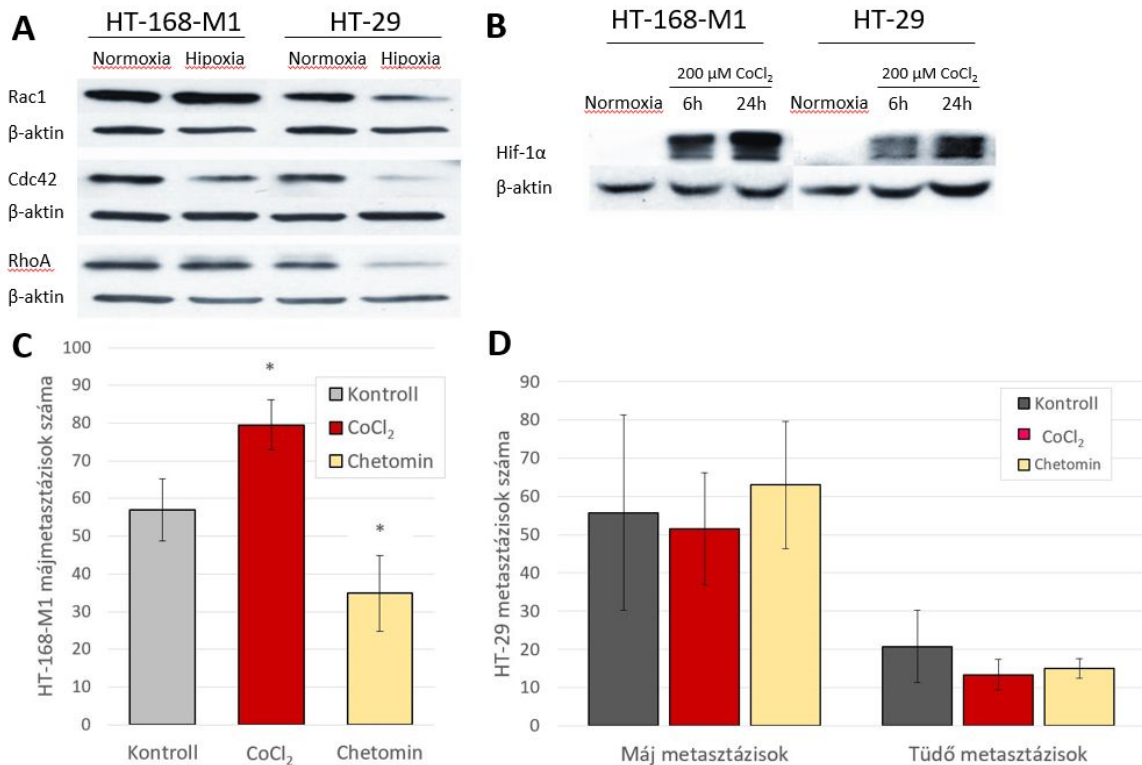 A
HT-168-M1 HT-29
Normoxia Hipoxia Normoxia Hipoxia
Rac1
β-aktin
Cdc42
β-aktin
RhoA
β-aktin
B
HT-168-M1 HT-29
200 µM CoCl₂ 200 µM CoCl₂
Normoxia 6h 24h Normoxia 6h 24h
Hif-1α
β-aktin
C
HT-168-M1 májmetasztázisok száma
100
90
80
70
60
50
40
30
20
10
0
* *
Kontroll
CoCl₂
Chetomin
Kontroll CoCl₂ Chetomin
D
HT-29 metasztázisok száma
90
80
70
60
50
40
30
20
10
0
Kontroll
CoCl₂
Chetomin
Máj metasztázisok Tüdő metasztázisok